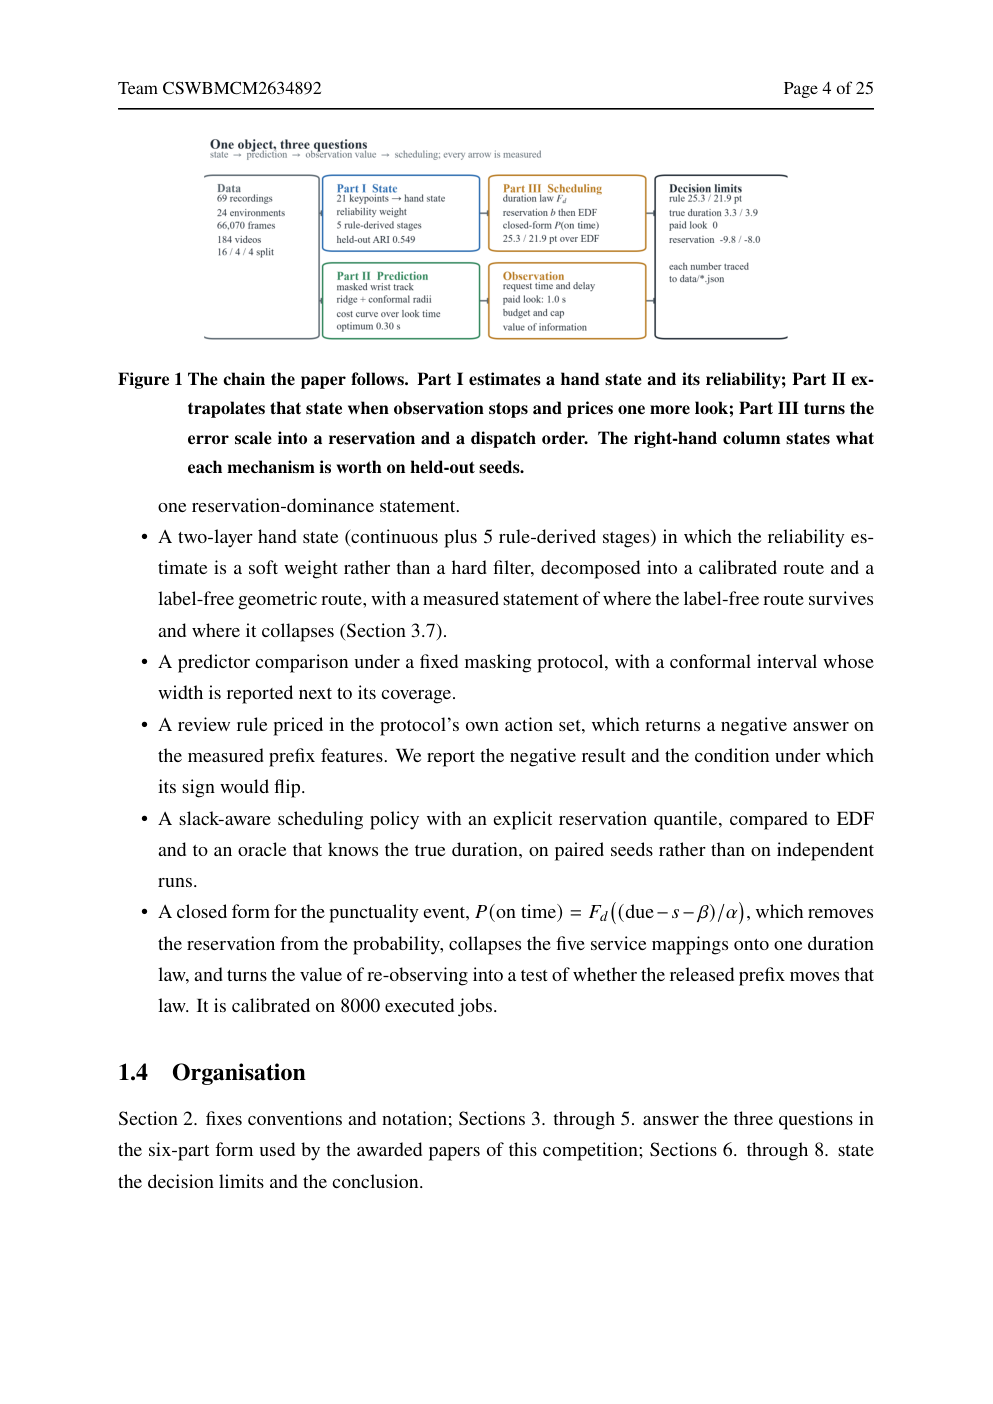 Team CSWBMCM2634892
Page 4 of 25
One object, three questions
state → prediction → observation value → scheduling; every arrow is measured
Data
69 recordings
24 environments
66,070 frames
184 videos
16 / 4 / 4 split
Part I State
21 keypoints → hand state
reliability weight
5 rule-derived stages
held-out ARI 0.549
Part II Prediction
masked wrist track
ridge + conformal radii
cost curve over look time
optimum 0.30 s
Part III Scheduling
duration law F_d
reservation b then EDF
closed-form P(on time)
25.3 / 21.9 pt over EDF
Observation
request time and delay
paid look: 1.0 s
budget and cap
value of information
Decision limits
rule 25.3 / 21.9 pt
true duration 3.3 / 3.9
paid look 0
reservation -9.8 / -8.0
each number traced
to data/*.json
Figure 1 The chain the paper follows. Part I estimates a hand state and its reliability; Part II ex-
trapolates that state when observation stops and prices one more look; Part III turns the
error scale into a reservation and a dispatch order. The right-hand column states what
each mechanism is worth on held-out seeds.
one reservation-dominance statement.
• A two-layer hand state (continuous plus 5 rule-derived stages) in which the reliability es-
timate is a soft weight rather than a hard filter, decomposed into a calibrated route and a
label-free geometric route, with a measured statement of where the label-free route survives
and where it collapses (Section 3.7).
• A predictor comparison under a fixed masking protocol, with a conformal interval whose
width is reported next to its coverage.
• A review rule priced in the protocol's own action set, which returns a negative answer on
the measured prefix features. We report the negative result and the condition under which
its sign would flip.
• A slack-aware scheduling policy with an explicit reservation quantile, compared to EDF
and to an oracle that knows the true duration, on paired seeds rather than on independent
runs.
• A closed form for the punctuality event, P(on time) = F_d((due − s − β)/α), which removes
the reservation from the probability, collapses the five service mappings onto one duration
law, and turns the value of re-observing into a test of whether the released prefix moves that
law. It is calibrated on 8000 executed jobs.
1.4 Organisation
Section 2. fixes conventions and notation; Sections 3. through 5. answer the three questions in
the six-part form used by the awarded papers of this competition; Sections 6. through 8. state
the decision limits and the conclusion.